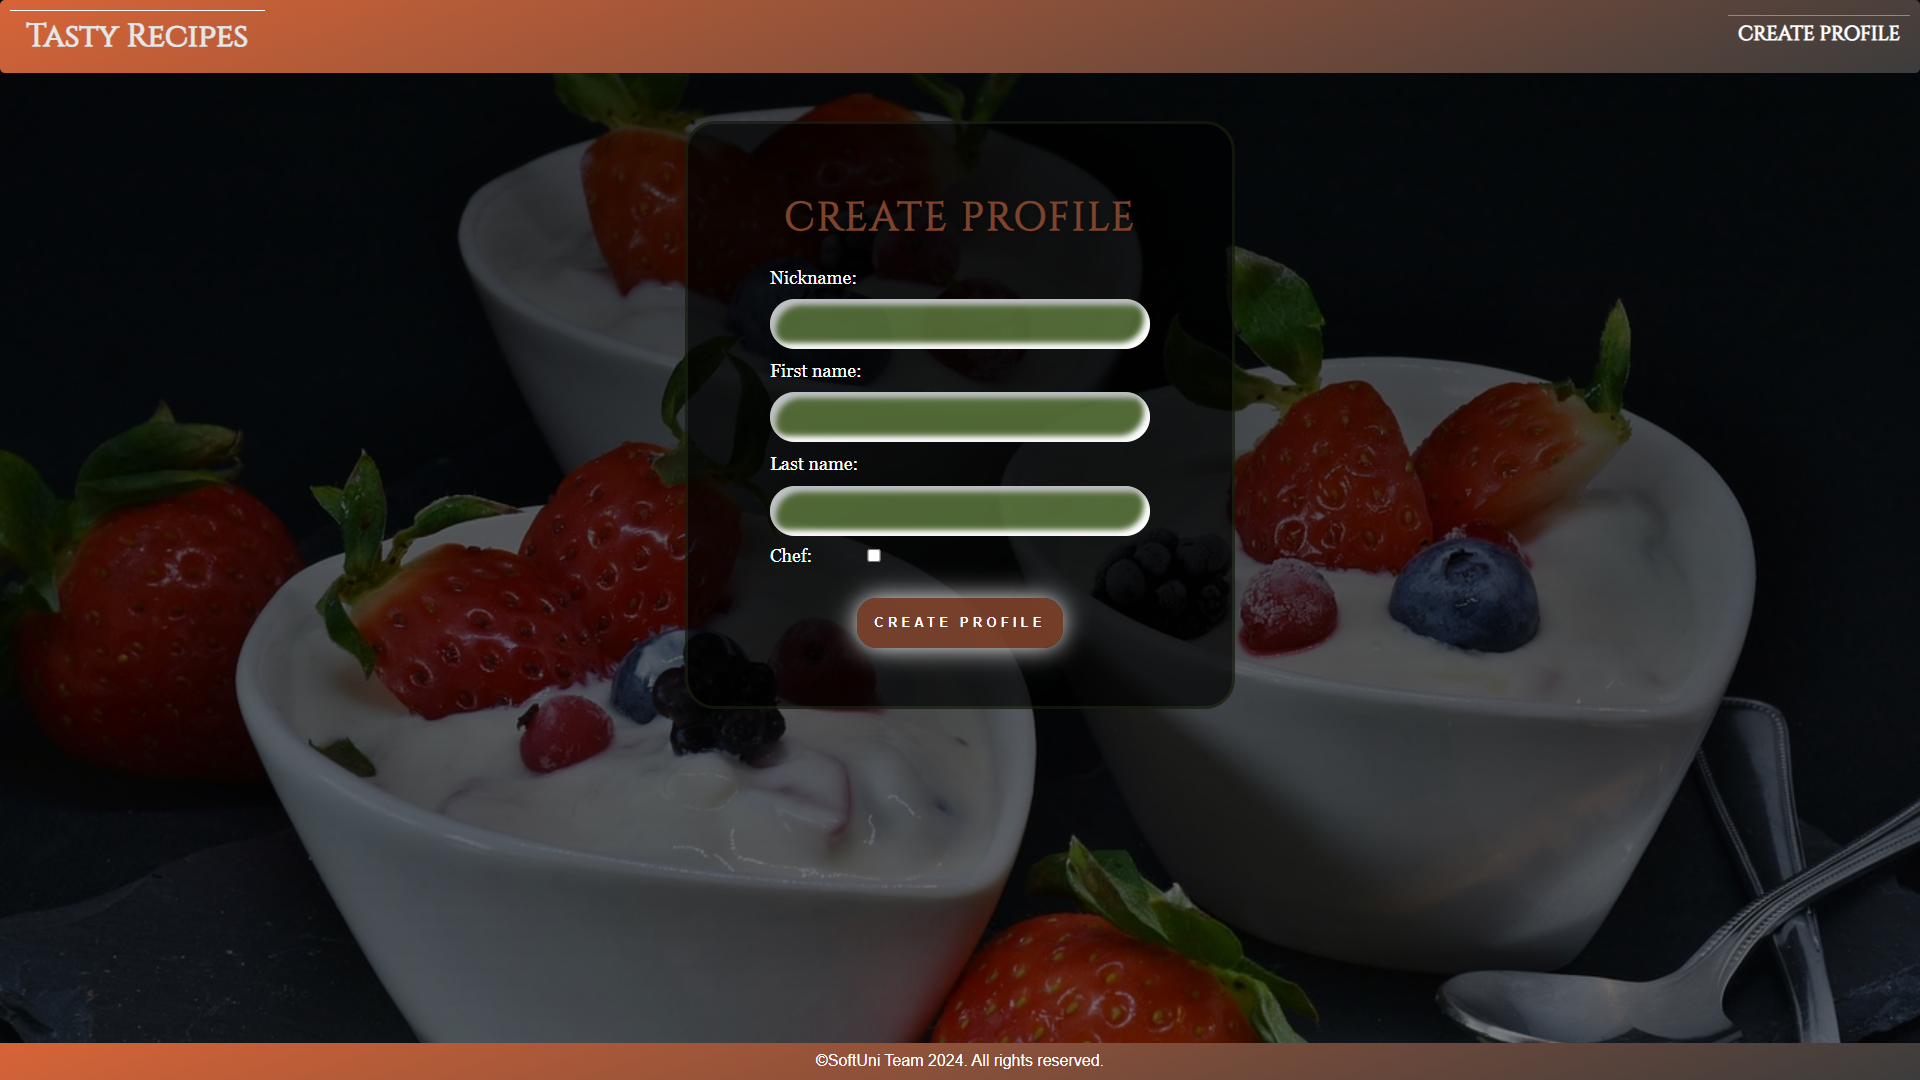 Tasty Recipes
CREATE PROFILE
CREATE PROFILE
Nickname:
First name:
Last name:
Chef:
CREATE PROFILE
©SoftUni Team 2024. All rights reserved.